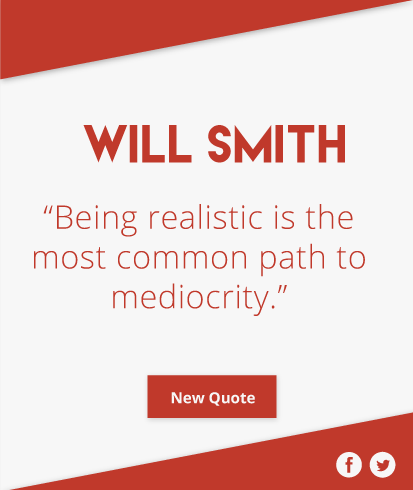 WILL SMITH
“Being realistic is the
most common path to
mediocrity.”
New Quote